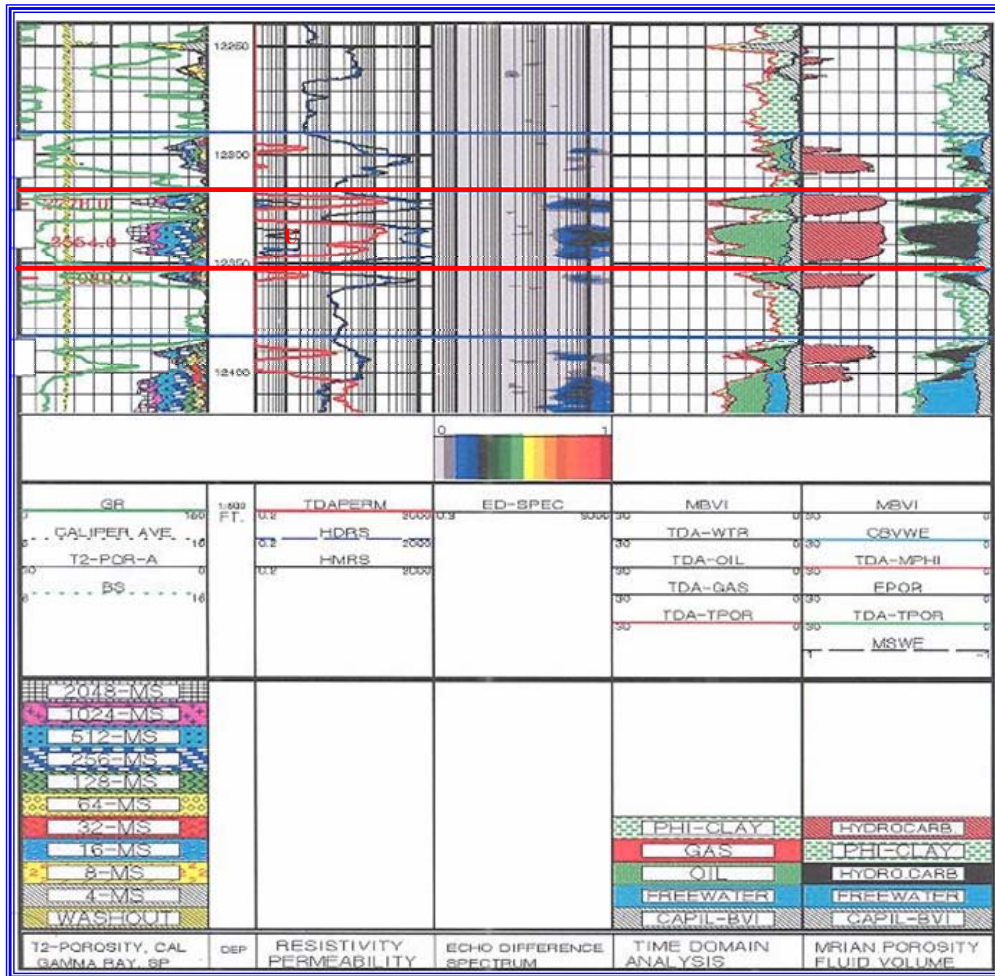 12250
12300
2554.0
12350
12400
0 1
GR
160
CALIPER AVE
16
T2-POR-A
0
BS
6 16
1:600
FT.
TDAPERM
0.2 2000
HDRS
0.2 2000
HMRS
0.2 2000
ED-SPEC
MBVI
30 0
TDA-WTR
30 0
TDA-OIL
30 0
TDA-GAS
30 0
TDA-TPOR
30 0
MBVI
30 0
CBVWE
30 0
TDA-MPHI
30 0
EPOR
30 0
TDA-TPOR
30 0
MSWE
1 -1
2048-MS
1024-MS
512-MS
256-MS
128-MS
64-MS
32-MS
16-MS
8-MS
4-MS
WASHOUT
PHI-CLAY
GAS
OIL
FREEWATER
CAPIL-BVI
HYDROCARB
PHI-CLAY
HYDRO.CARB
FREEWATER
CAPIL-BVI
T2-POROSITY, CAL
GAMMA RAY, SP
DEP
RESISTIVITY
PERMEABILITY
ECHO DIFFERENCE
SPECTRUM
TIME DOMAIN
ANALYSIS
MRIAN POROSITY
FLUID VOLUME